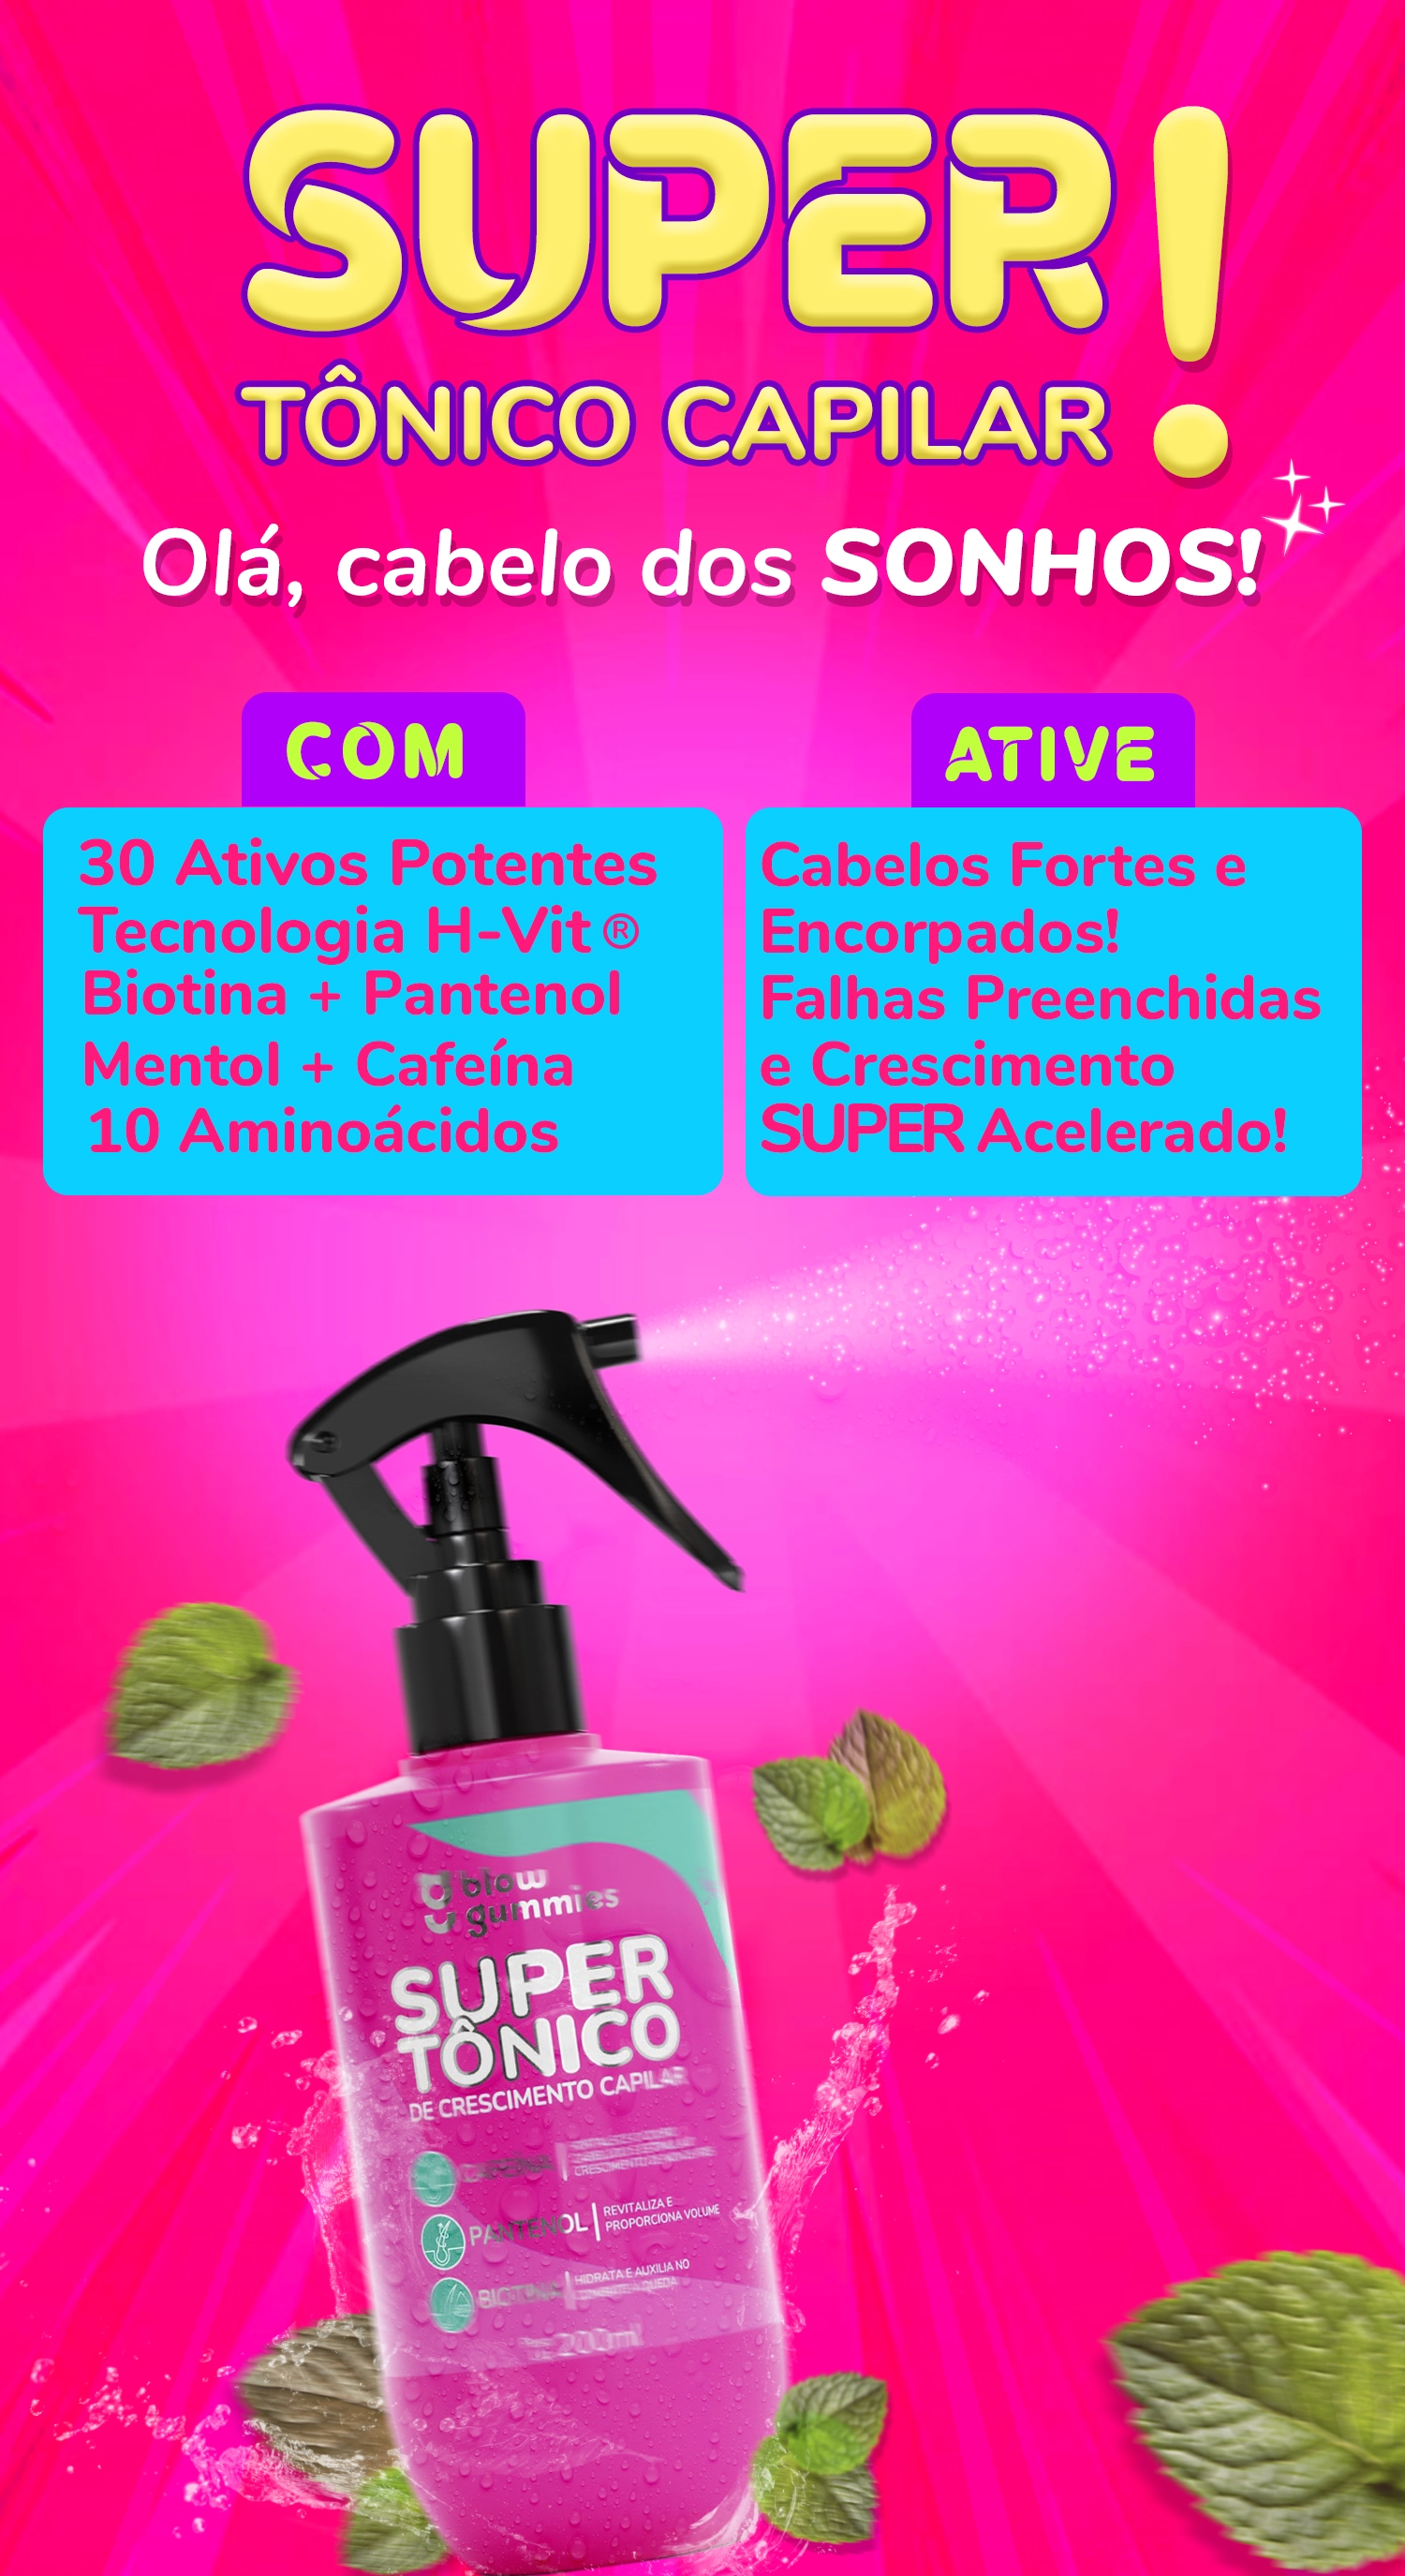 SUPER!
TÔNICO CAPILAR
Olá, cabelo dos SONHOS!
COM
30 Ativos Potentes
Tecnologia H-Vit®
Biotina + Pantenol
Mentol + Cafeína
10 Aminoácidos
ATIVE
Cabelos Fortes e
Encorpados!
Falhas Preenchidas
e Crescimento
SUPER Acelerado!
blow
gummies
SUPER
TÔNICO
DE CRESCIMENTO CAPILAR
CRESCIMENTO
PANTENOL
REVITALIZA E
PROPORCIONA VOLUME
BIOTINA
HIDRATA E AUXILIA NO
200ml